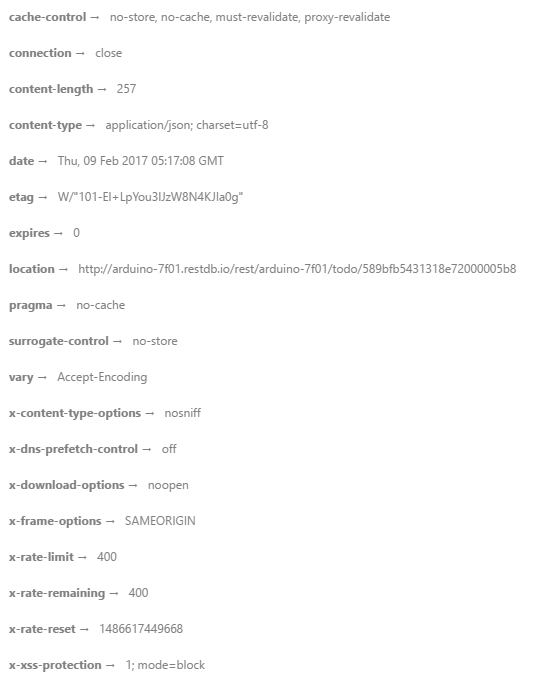 cache-control → no-store, no-cache, must-revalidate, proxy-revalidate
connection → close
content-length → 257
content-type → application/json; charset=utf-8
date → Thu, 09 Feb 2017 05:17:08 GMT
etag → W/"101-EI+LpYou3IJzW8N4KJIa0g"
expires → 0
location → http://arduino-7f01.restdb.io/rest/arduino-7f01/todo/589bfb5431318e72000005b8
pragma → no-cache
surrogate-control → no-store
vary → Accept-Encoding
x-content-type-options → nosniff
x-dns-prefetch-control → off
x-download-options → noopen
x-frame-options → SAMEORIGIN
x-rate-limit → 400
x-rate-remaining → 400
x-rate-reset → 1486617449668
x-xss-protection → 1; mode=block